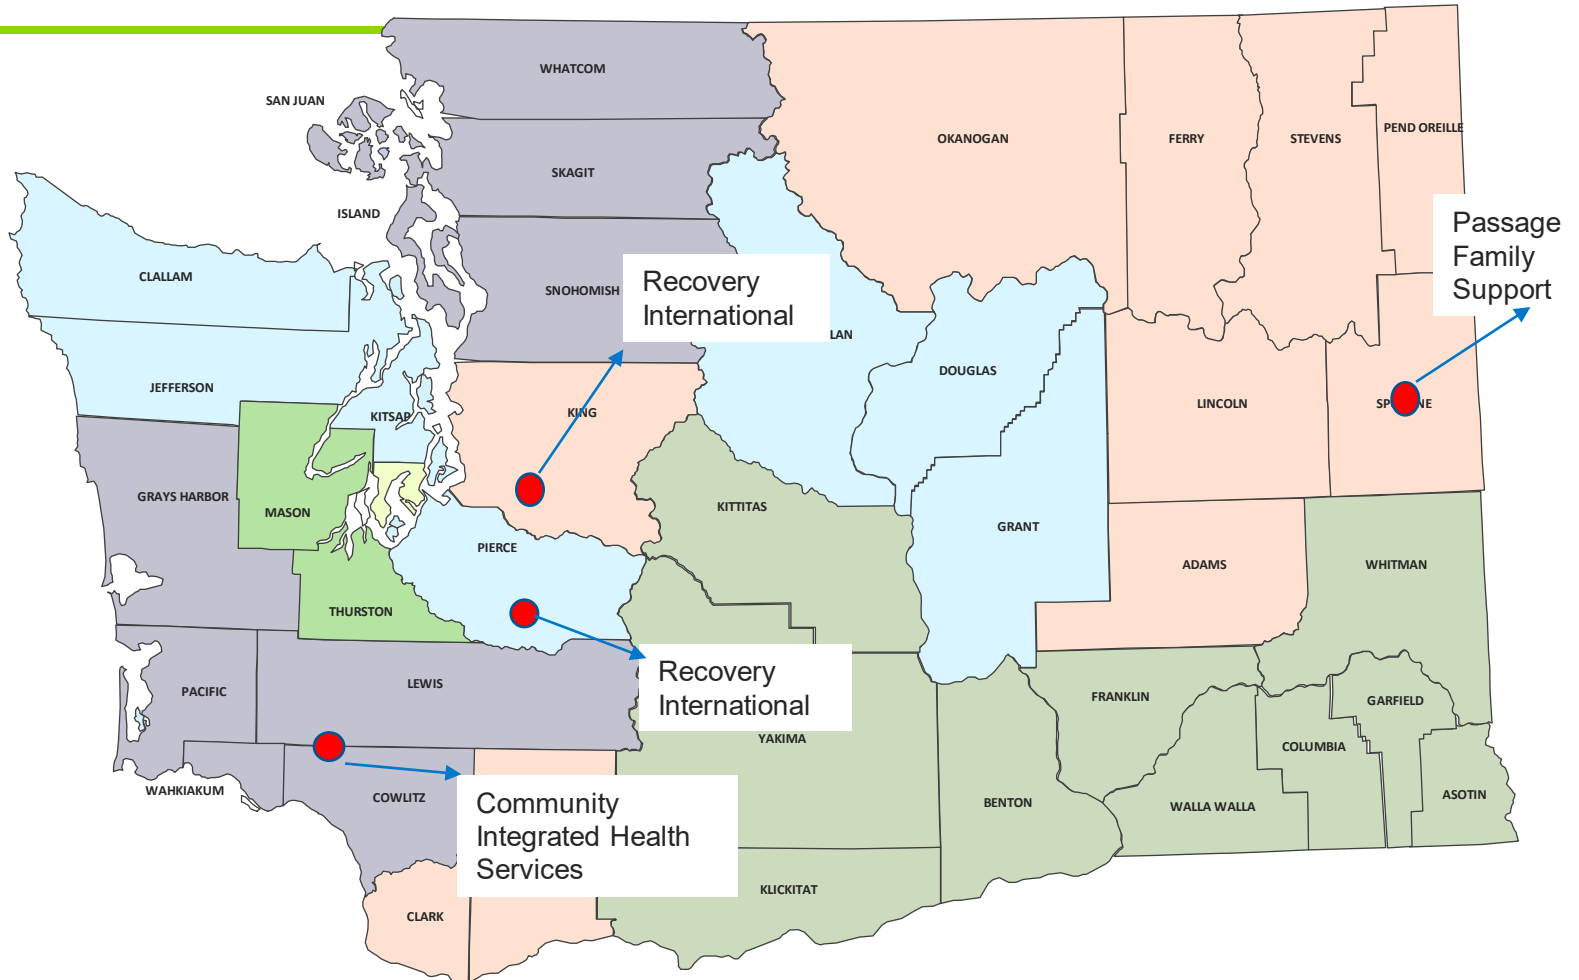 WHATCOM
SAN JUAN
OKANOGAN
FERRY
STEVENS
PEND OREILLE
SKAGIT
ISLAND
Passage
Family
Support
CLALLAM
SNOHOMISH
Recovery
International
LAN
DOUGLAS
JEFFERSON
KITSAP
KING
LINCOLN
SP NE
GRAYS HARBOR
MASON
KITTITAS
GRANT
PIERCE
ADAMS
WHITMAN
THURSTON
Recovery
International
PACIFIC
LEWIS
FRANKLIN
GARFIELD
YAKIMA
COLUMBIA
WAHKIAKUM
COWLITZ
Community
Integrated Health
Services
BENTON
WALLA WALLA
ASOTIN
KLICKITAT
CLARK